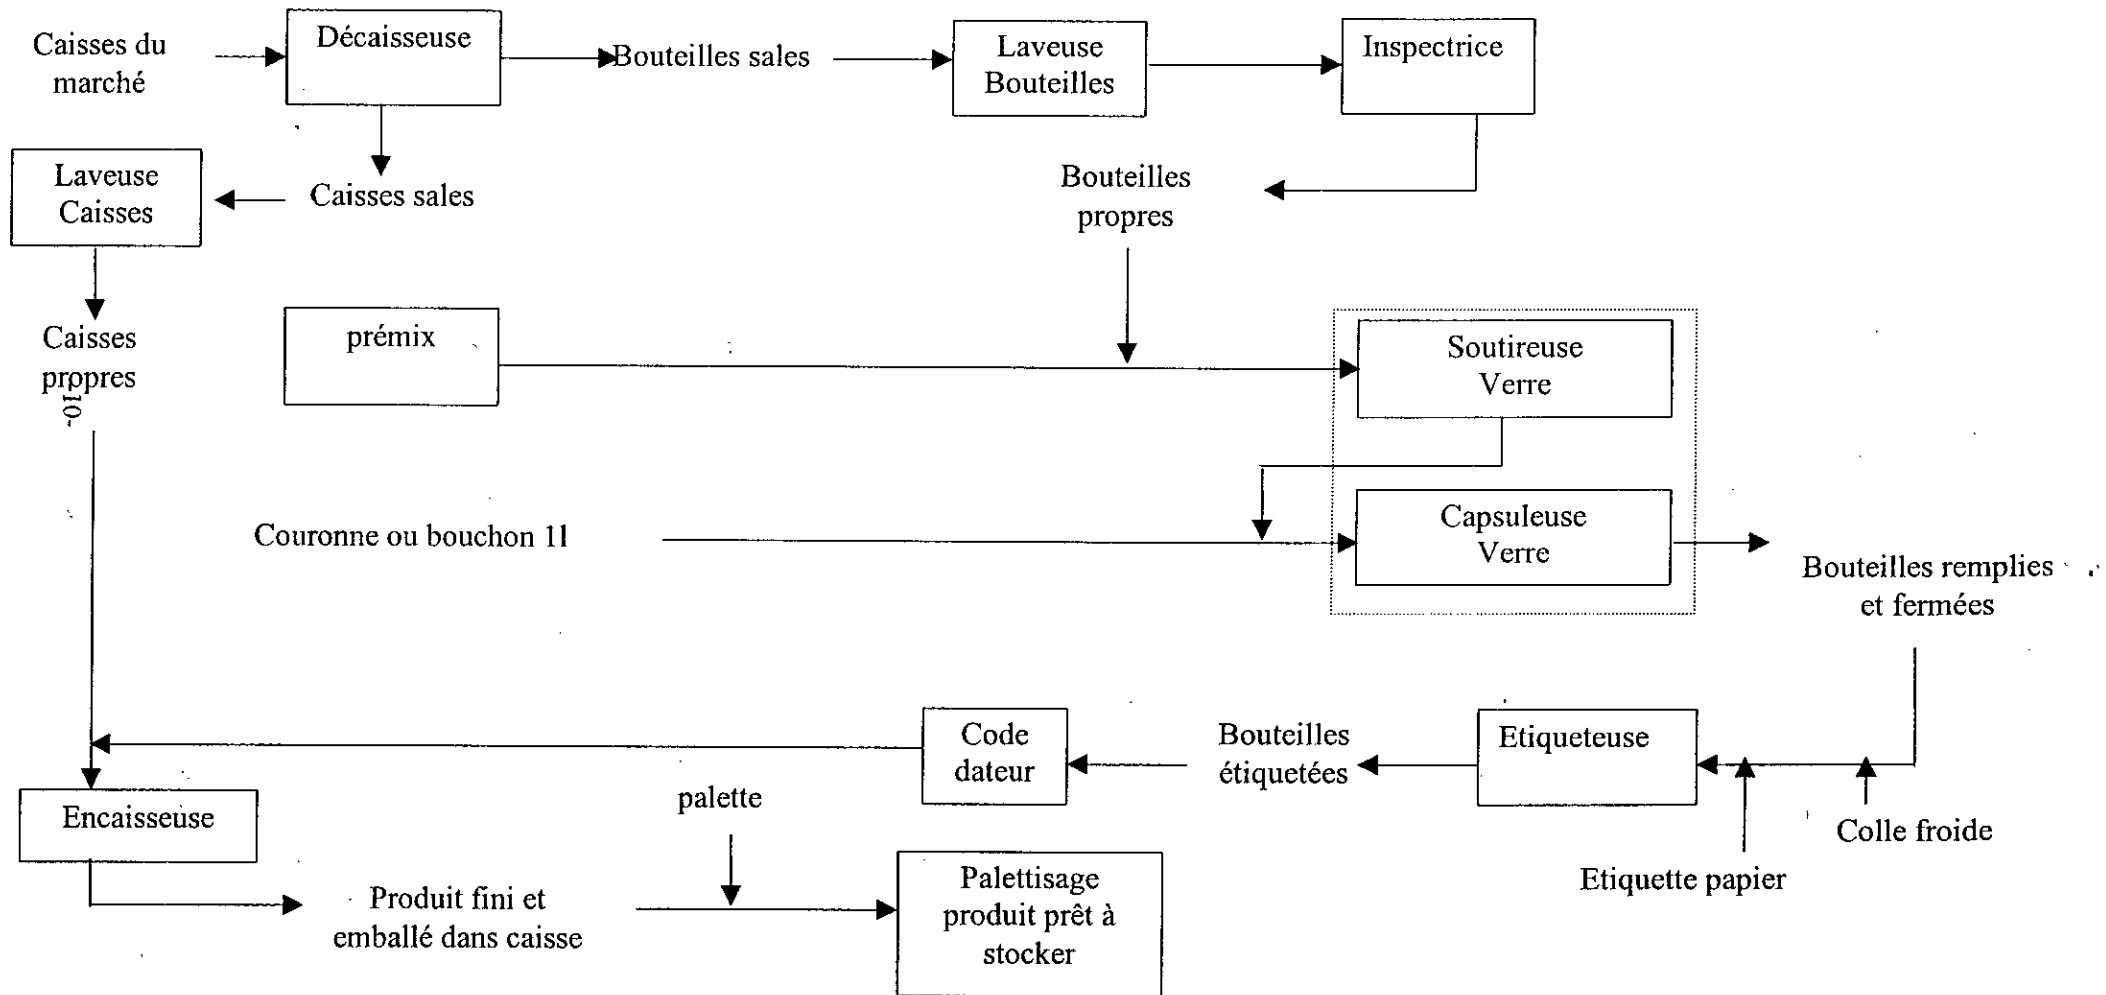 Caisses du
marché
Décaisseuse
Bouteilles sales
Laveuse
Bouteilles
Inspectrice
Laveuse
Caisses
Caisses sales
Bouteilles
propres
Caisses
propres
-10-
prémix
Soutireuse
Verre
Couronne ou bouchon 1l
Capsuleuse
Verre
Bouteilles remplies
et fermées
Code
dateur
Bouteilles
étiquetées
Etiqueteuse
Encaisseuse
palette
Colle froide
Etiquette papier
Produit fini et
emballé dans caisse
Palettisage
produit prêt à
stocker